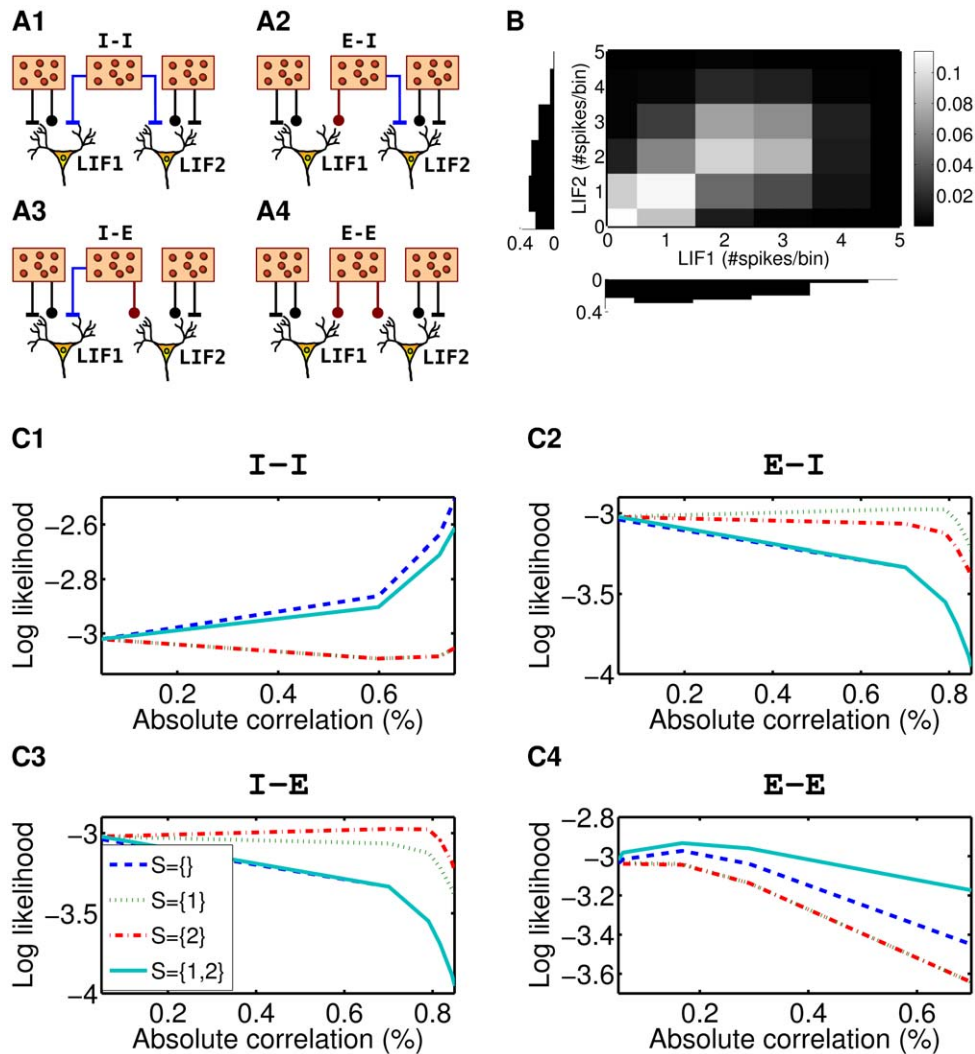 A1
I-I
LIF1
LIF2
A2
E-I
LIF1
LIF2
A3
I-E
LIF1
LIF2
A4
E-E
LIF1
LIF2
B
LIF2 (#spikes/bin)
5
4
3
2
1
0
0 1 2 3 4 5
LIF1 (#spikes/bin)
0.4 0
0
0.4
0.1
0.08
0.06
0.04
0.02
C1
I-I
Log likelihood
-2.6
-2.8
-3
0.2 0.4 0.6
Absolute correlation (%)
C2
E-I
Log likelihood
-3
-3.5
-4
0.2 0.4 0.6 0.8
Absolute correlation (%)
C3
I-E
Log likelihood
-3
-3.5
-4
S={}
S={1}
S={2}
S={1,2}
0.2 0.4 0.6 0.8
Absolute correlation (%)
C4
E-E
Log likelihood
-2.8
-3
-3.2
-3.4
-3.6
0.2 0.4 0.6
Absolute correlation (%)